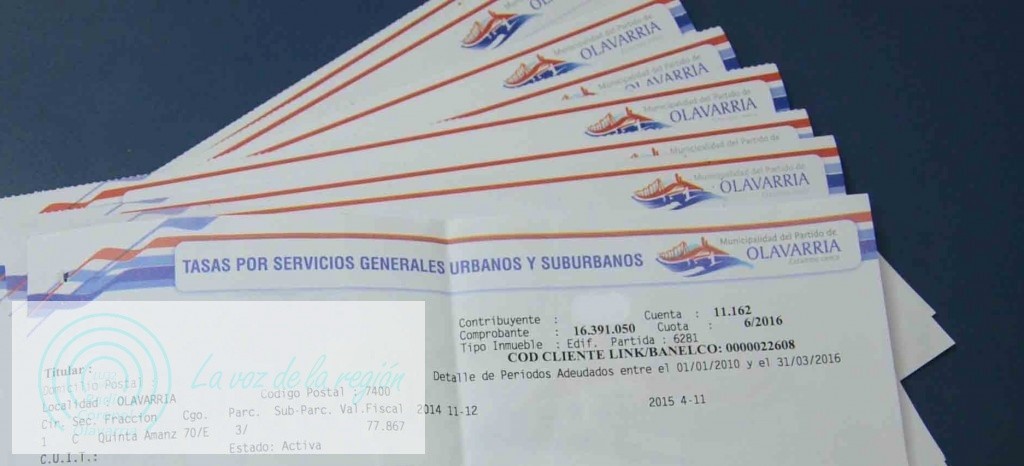 OLAVARRIA
Municipalidad del Partido de
OLAVARRIA
Municipalidad del Partido de
OLAVARRIA
Municipalidad del Partido de
OLAVARRIA
Municipalidad del Partido de
Municipalidad del Partido de
OLAVARRIA
TASAS POR SERVICIOS GENERALES URBANOS Y SUBURBANOS
Municipalidad del Partido de
OLAVARRIA
Contribuyente : Cuenta : 11.162
Comprobante : 16.391.050 Cuota : 6/2016
Tipo Inmueble : Edif. Partida : 6281
COD CLIENTE LINK/BANELCO: 0000022608
Detalle de Periodos Adeudados entre el 01/01/2010 y el 31/03/2016
2014 11-12 2015 4-11
Titular :
Domicilio Postal :
La voz de la región
Codigo Postal : 7400
Localidad : OLAVARRIA
Cir. Sec. Fraccion Cgo. Parc. Sub-Parc. Val.Fiscal
1 C Quinta Amanz 70/E 3/ 77.867
Estado: Activa
C.U.I.T.: